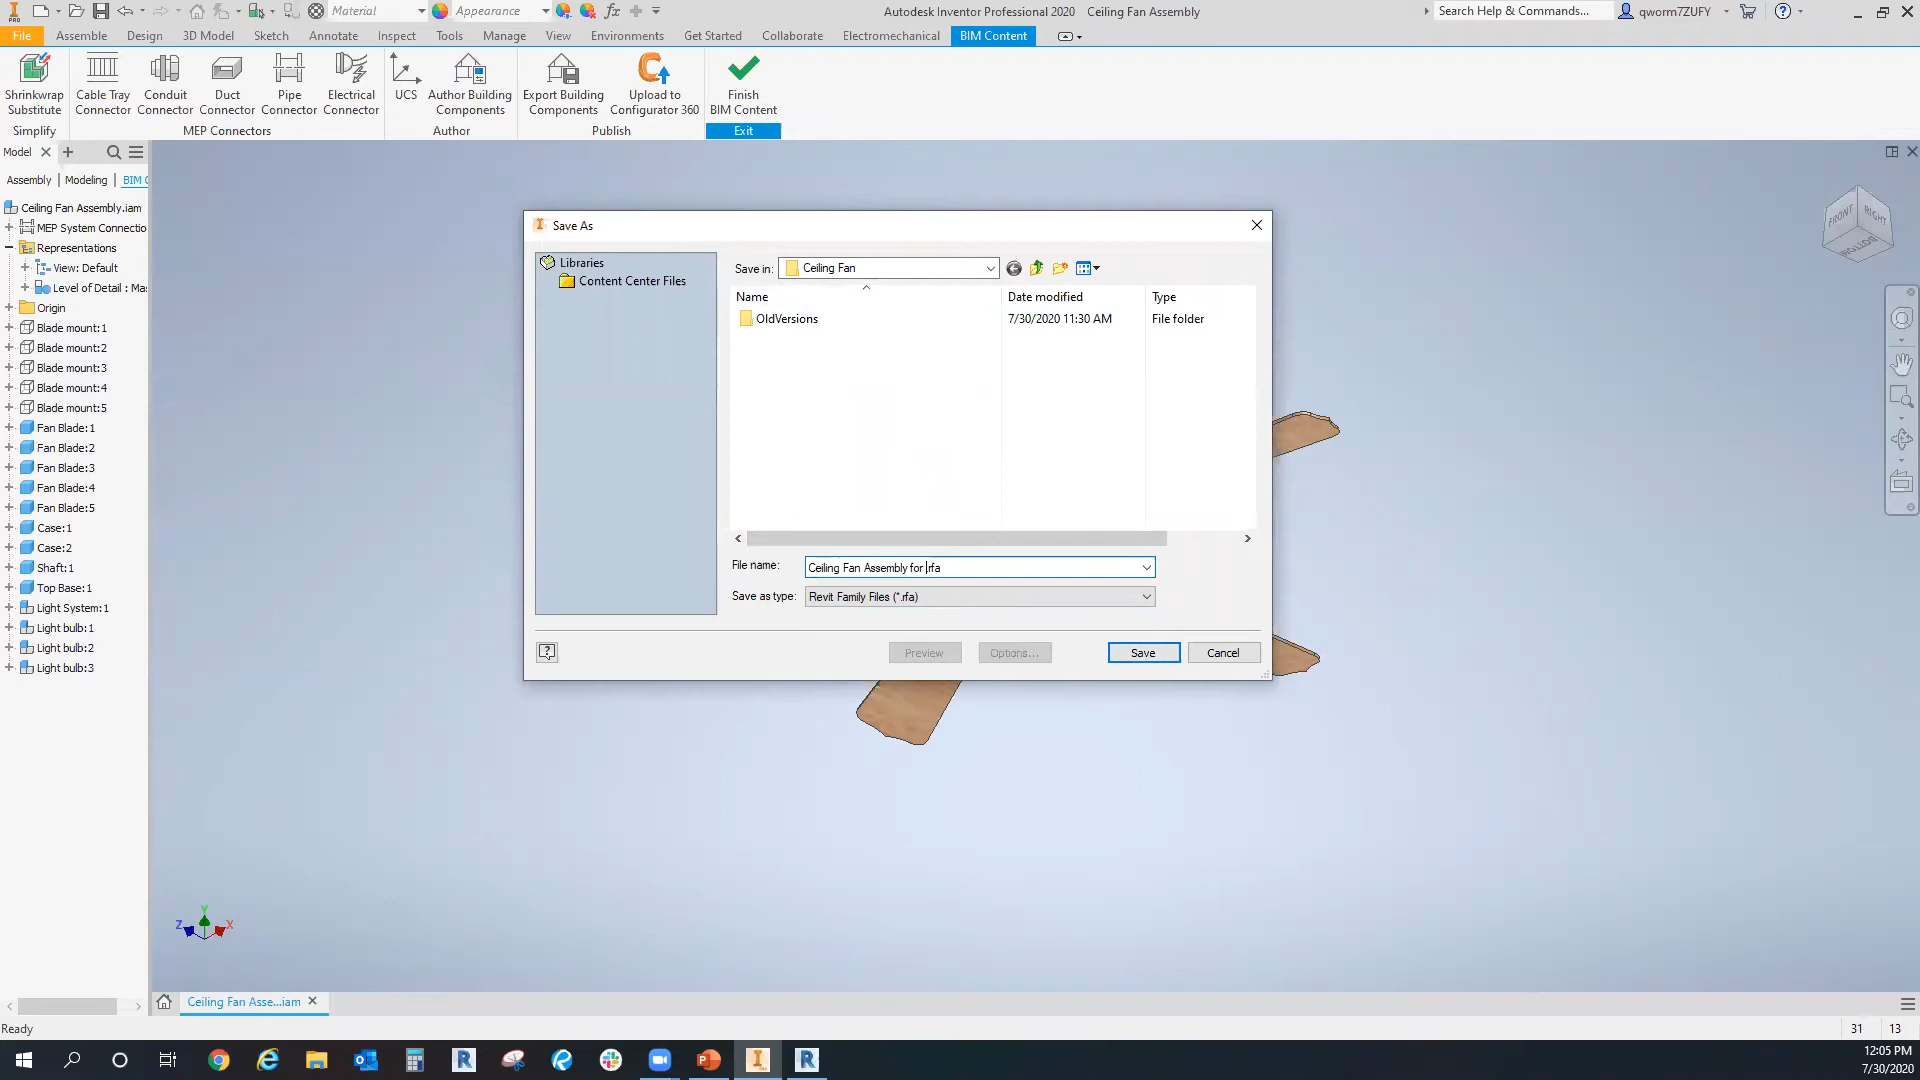 Material
Appearance
Autodesk Inventor Professional 2020 Ceiling Fan Assembly
Search Help & Commands...
qworm7ZUFY
File Assemble Design 3D Model Sketch Annotate Inspect Tools Manage View Environments Get Started Collaborate Electromechanical BIM Content
Shrinkwrap Substitute
Cable Tray Connector
Conduit Connector
Duct Connector
Pipe Connector
Electrical Connector
UCS
Author Building Components
Export Building Components
Upload to Configurator 360
Finish BIM Content
Simplify
MEP Connectors
Author
Publish
Exit
Model
Assembly Modeling BIM C
Ceiling Fan Assembly.iam
MEP System Connectio
Representations
View: Default
Level of Detail : Mas
Origin
Blade mount:1
Blade mount:2
Blade mount:3
Blade mount:4
Blade mount:5
Fan Blade:1
Fan Blade:2
Fan Blade:3
Fan Blade:4
Fan Blade:5
Case:1
Case:2
Shaft:1
Top Base:1
Light System:1
Light bulb:1
Light bulb:2
Light bulb:3
Save As
Libraries
Content Center Files
Save in: Ceiling Fan
Name Date modified Type
OldVersions 7/30/2020 11:30 AM File folder
File name: Ceiling Fan Assembly for .rfa
Save as type: Revit Family Files (*.rfa)
Preview Options... Save Cancel
FRONT
RIGHT
BOTTOM
Z
Y
X
Ceiling Fan Asse...iam
Ready
31 13
12:05 PM
7/30/2020